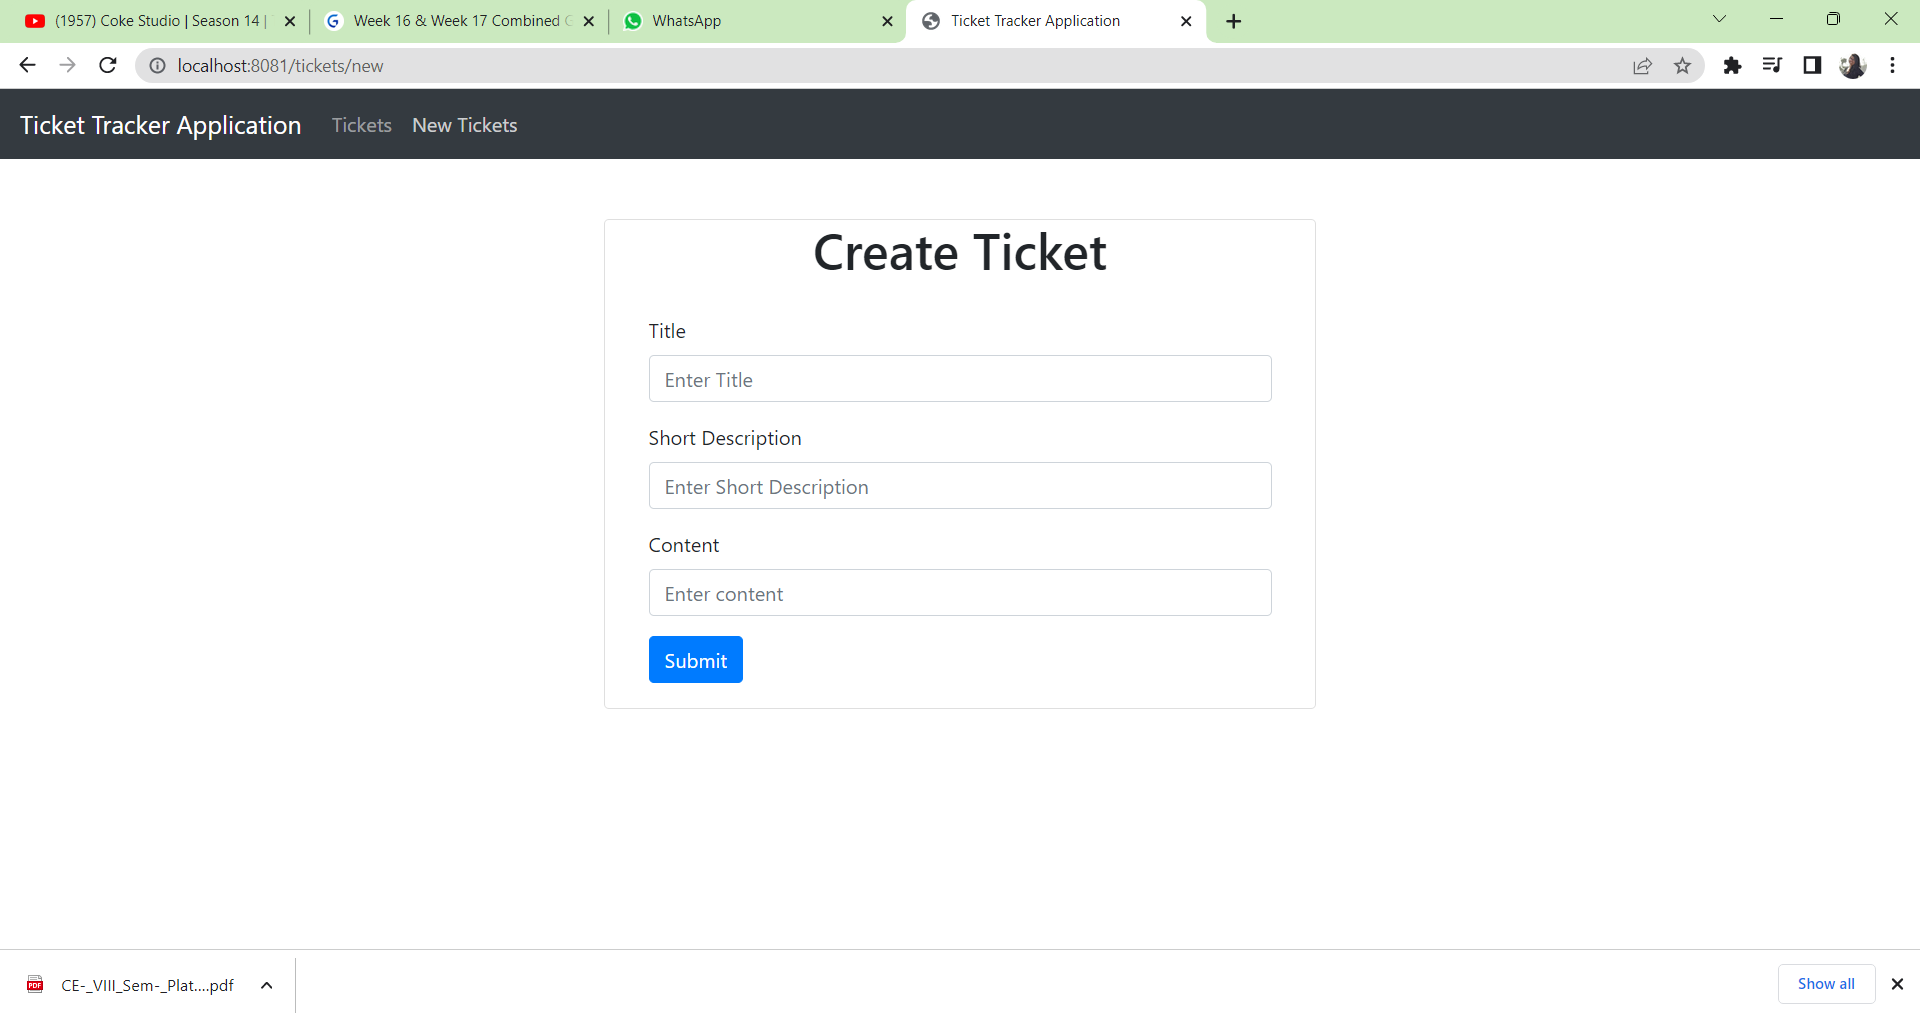 (1957) Coke Studio | Season 14 |
Week 16 & Week 17 Combined
WhatsApp
Ticket Tracker Application
localhost:8081/tickets/new
Ticket Tracker Application Tickets New Tickets
Create Ticket
Title
Enter Title
Short Description
Enter Short Description
Content
Enter content
Submit
CE-_VIII_Sem-_Plat....pdf
Show all